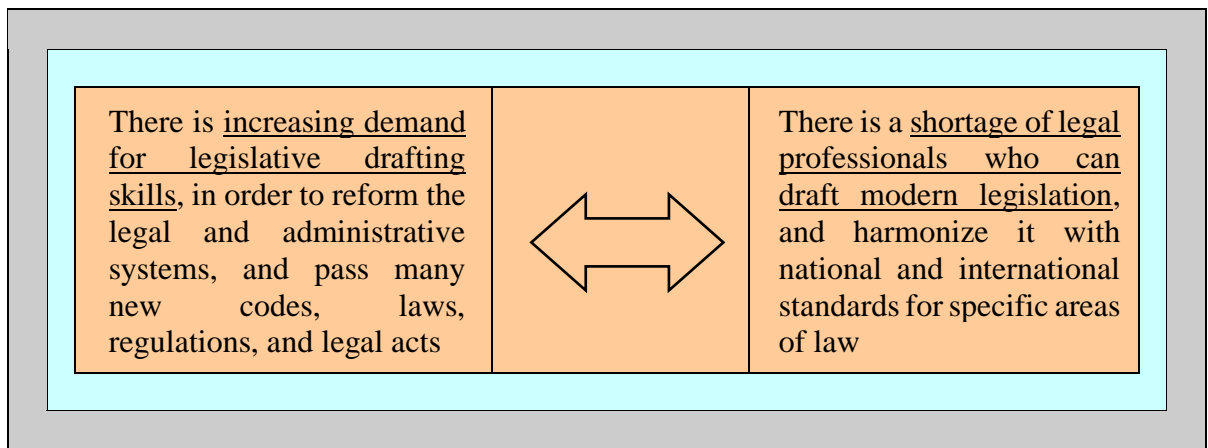 There is increasing demand
for legislative drafting
skills, in order to reform the
legal and administrative
systems, and pass many
new codes, laws,
regulations, and legal acts
There is a shortage of legal
professionals who can
draft modern legislation,
and harmonize it with
national and international
standards for specific areas
of law